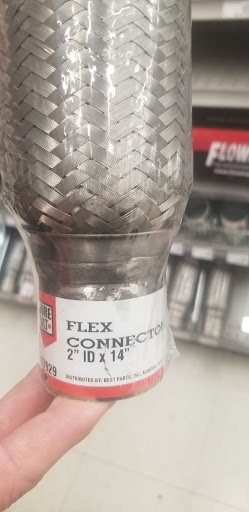 FLOW
FLEX
CONNECTO
2" ID x 14"
DISTRIBUTED BY: BEST PARTS, INC.,